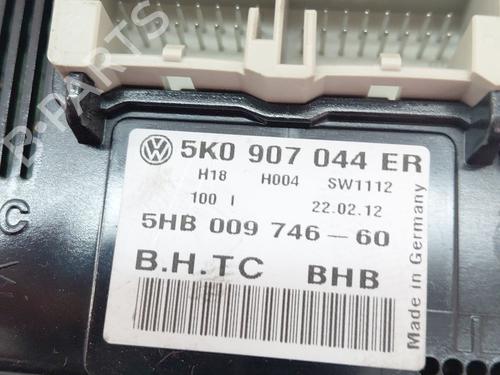 B-PARTS
5K0 907 044 ER
H18 H004 SW1112
100 I 22.02.12
5HB 009 746-60
B.H.TC BHB
Made in Germany